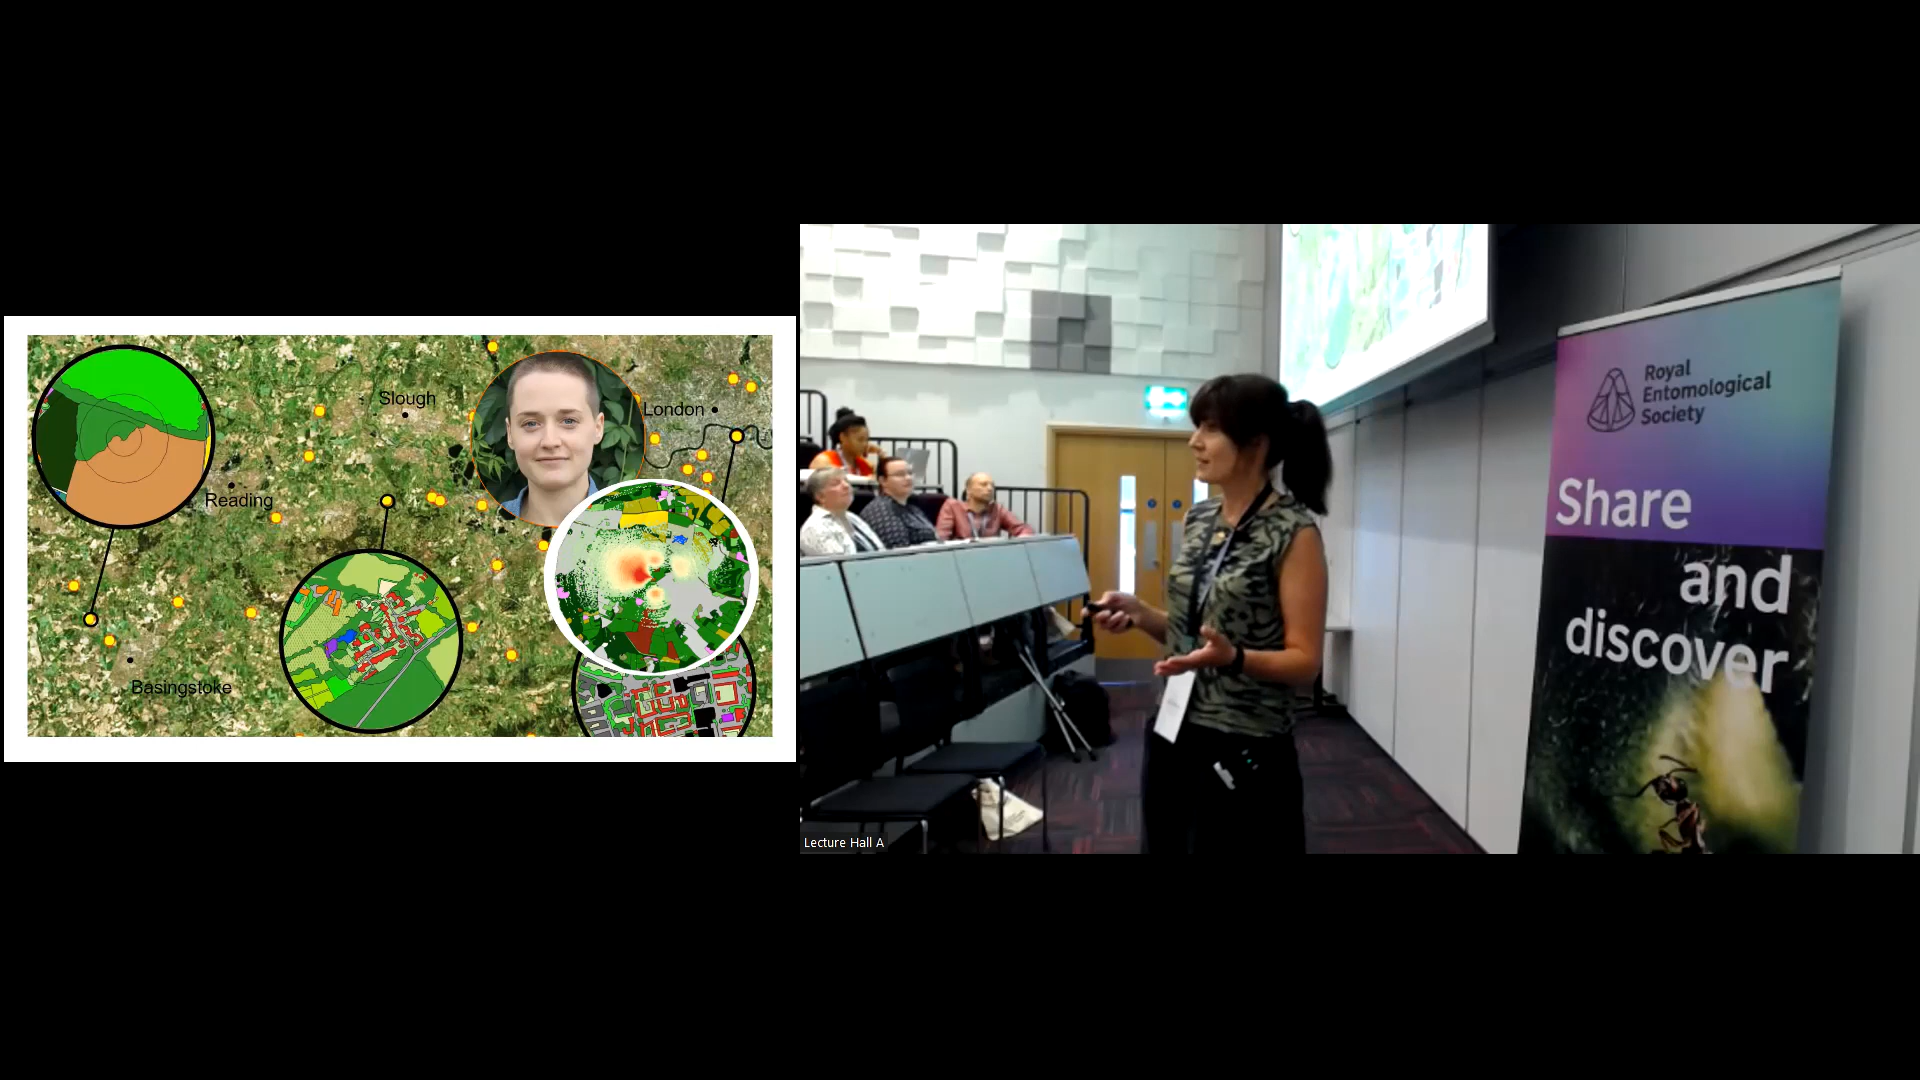 Slough
London
Reading
Basingstoke
Royal
Entomological
Society
Share
and
discover
Lecture Hall A